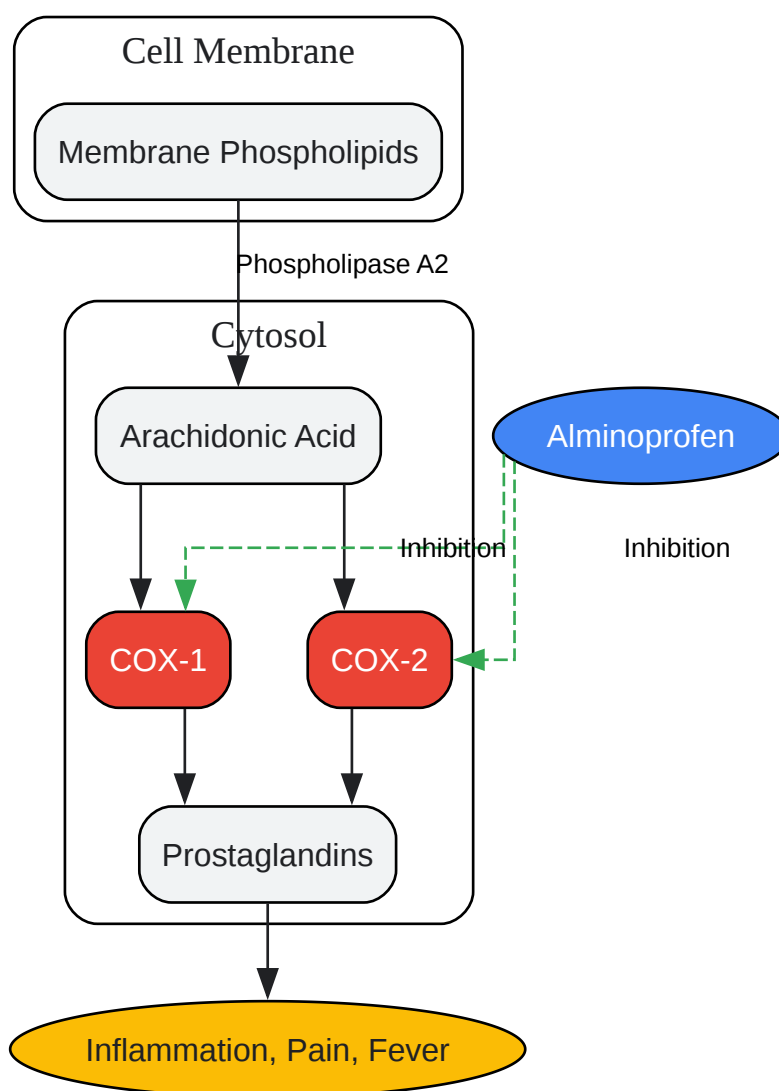 Cell Membrane
Membrane Phospholipids
Phospholipase A2
Cytosol
Arachidonic Acid
Alminoprofen
Inhibition
Inhibition
COX-1
COX-2
Prostaglandins
Inflammation, Pain, Fever